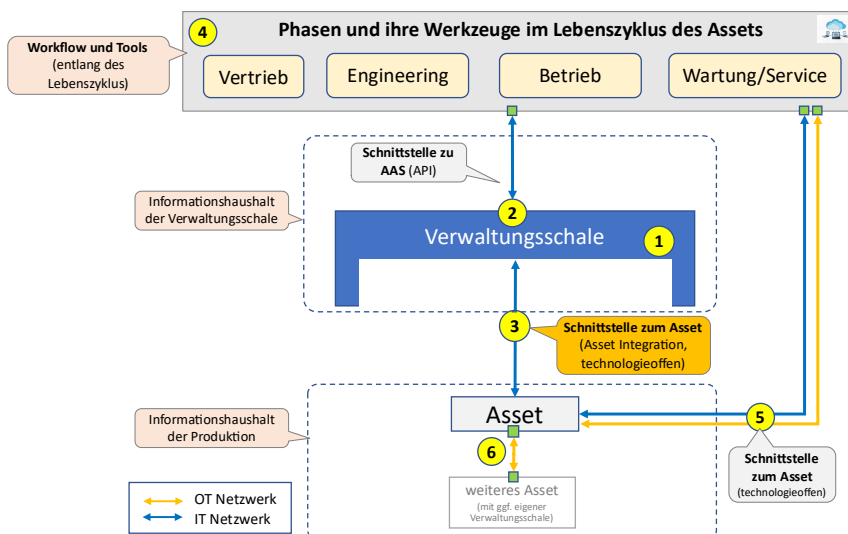 4
Phasen und ihre Werkzeuge im Lebenszyklus des Assets
Workflow und Tools
(entlang des
Lebenszyklus)
Vertrieb
Engineering
Betrieb
Wartung/Service
Schnittstelle zu
AAS (API)
Informationshaushalt
der Verwaltungsschale
2
Verwaltungsschale
1
3
Schnittstelle zum Asset
(Asset Integration,
technologieoffen)
Informationshaushalt
der Produktion
Asset
5
6
Schnittstelle
zum Asset
(technologieoffen)
weiteres Asset
(mit ggf. eigener
Verwaltungsschale)
OT Netzwerk
IT Netzwerk